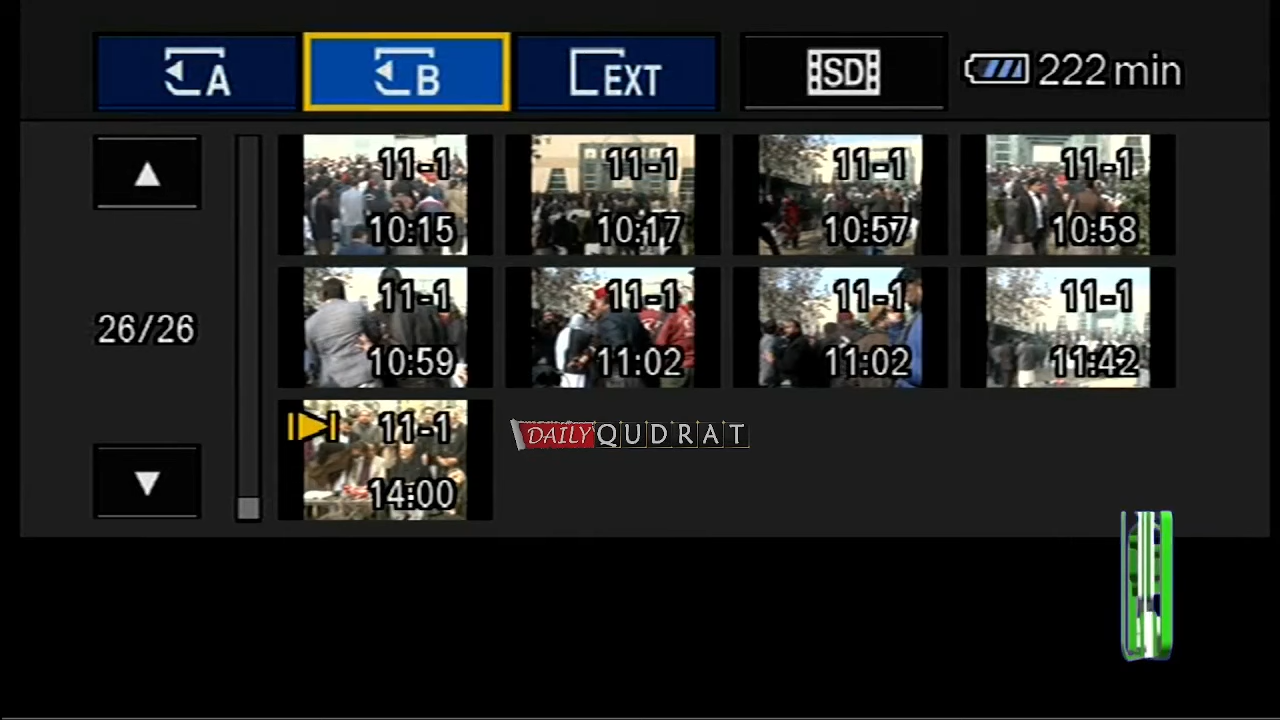 A B EXT SD 222 min
11-1 11-1 11-1 11-1
10:15 10:17 10:57 10:58
26/26
11-1 11-1 11-1 11-1
10:59 11:02 11:02 11:42
11-1
14:00
DAILY QUDRAT